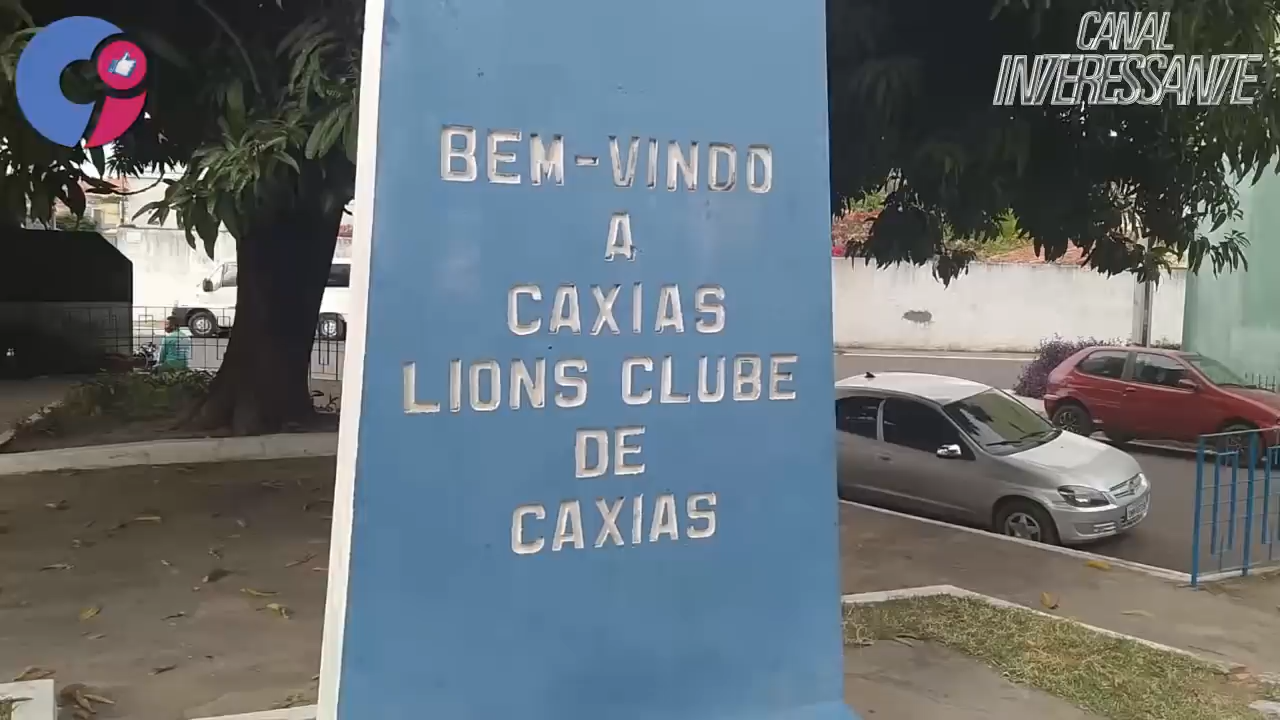 CANAL
INTERESSANTE
BEM-VINDO
A
CAXIAS
LIONS CLUBE
DE
CAXIAS